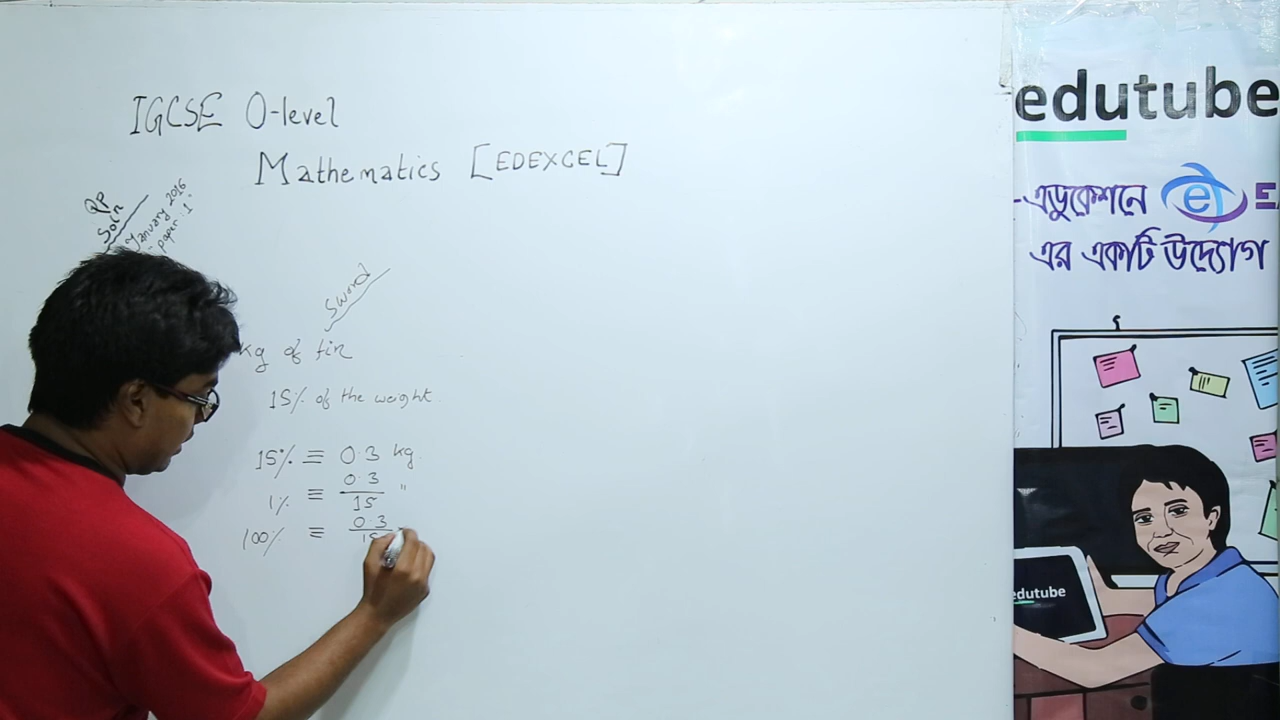 IGCSE O-level
Mathematics [EDEXCEL]
QP
Soln
January 2016
paper: 1
Sword
kg of tin
15% of the weight.
15% ≡ 0.3 kg.
1% ≡ 0.3/15 "
100% ≡ 0.3/15
edutube
-এডুকেশনে
এর একটি উদ্যোগ
edutube